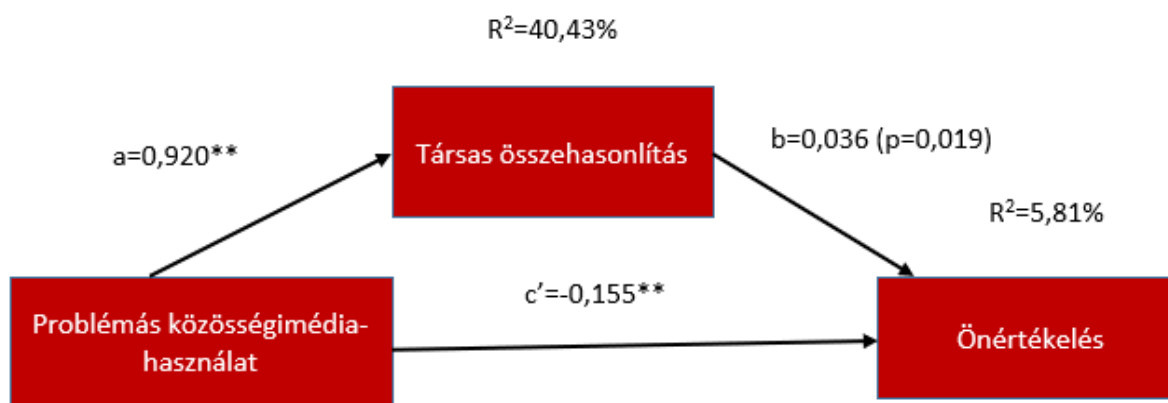 R²=40,43%
a=0,920**
Társas összehasonlítás
b=0,036 (p=0,019)
R²=5,81%
Problémás közösségimédia-
használat
c’=-0,155**
Önértékelés